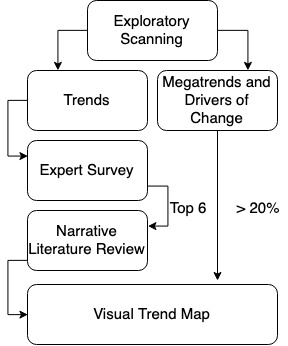 Exploratory
Scanning
Trends
Megatrends and
Drivers of
Change
Expert Survey
Top 6
> 20%
Narrative
Literature Review
Visual Trend Map